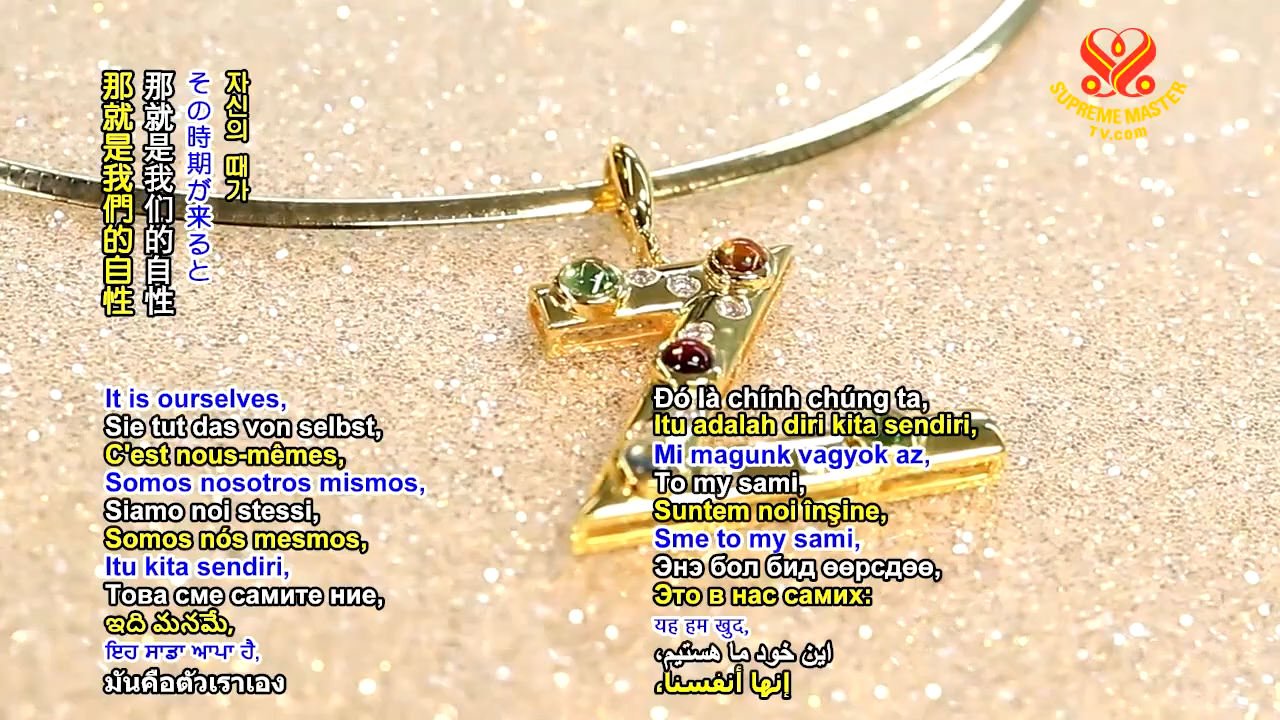 자신의 때가
その時期が来ると
那就是我们的自性
那就是我們的自性
SUPREME MASTER
TV.com
It is ourselves,
Sie tut das von selbst,
C'est nous-mêmes,
Somos nosotros mismos,
Siamo noi stessi,
Somos nós mesmos,
Itu kita sendiri,
Това сме самите ние,
ఇది మనమే,
ਇਹ ਸਾਡਾ ਆਪਾ ਹੈ,
มันคือตัวเราเอง
Đó là chính chúng ta,
Itu adalah diri kita sendiri,
Mi magunk vagyok az,
To my sami,
Suntem noi înşine,
Sme to my sami,
Энэ бол бид өөрсдөө,
Это в нас самих:
यह हम खुद,
این خود ما هستیم،
إنها أنفسنا،